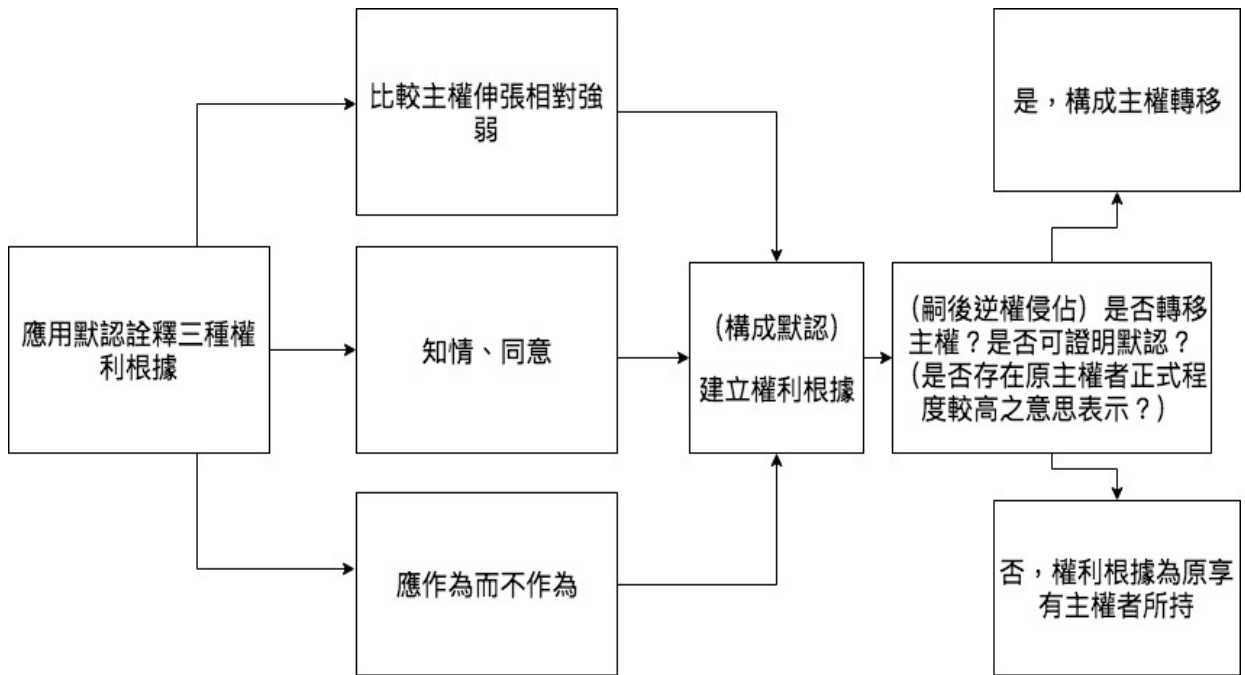 應用默認詮釋三種權
利根據
比較主權伸張相對強
弱
知情、同意
應作為而不作為
（構成默認）
建立權利根據
（嗣後逆權侵佔）是否轉移
主權？是否可證明默認？
（是否存在原主權者正式程
度較高之意思表示？）
是，構成主權轉移
否，權利根據為原享
有主權者所持